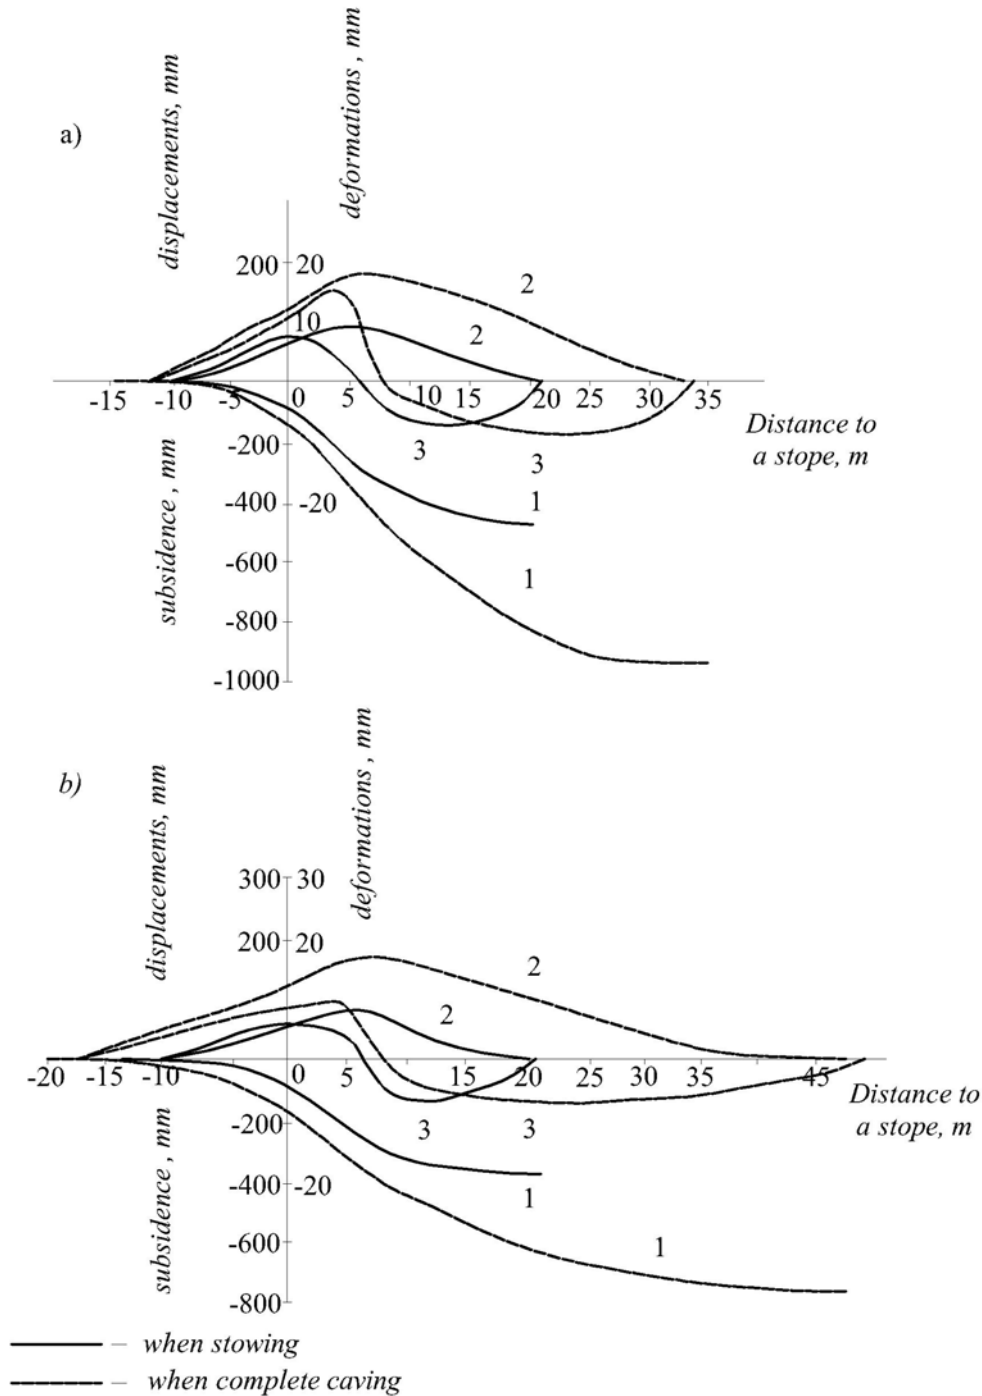 a)
displacements, mm
deformations , mm
200 20
2
10
2
-15 -10 -5 0 5 10 15 20 25 30 35
Distance to
a stope, m
subsidence , mm
-200
3 3
-400 -20
1
-600
1
-800
-1000
b)
displacements, mm
deformations , mm
300 30
200 20
2
2
-20 -15 -10 0 5 15 20 25 30 35 45
Distance to
a stope, m
subsidence , mm
-200
3 3
-400 -20
1
-600
1
-800
– when stowing
– when complete caving